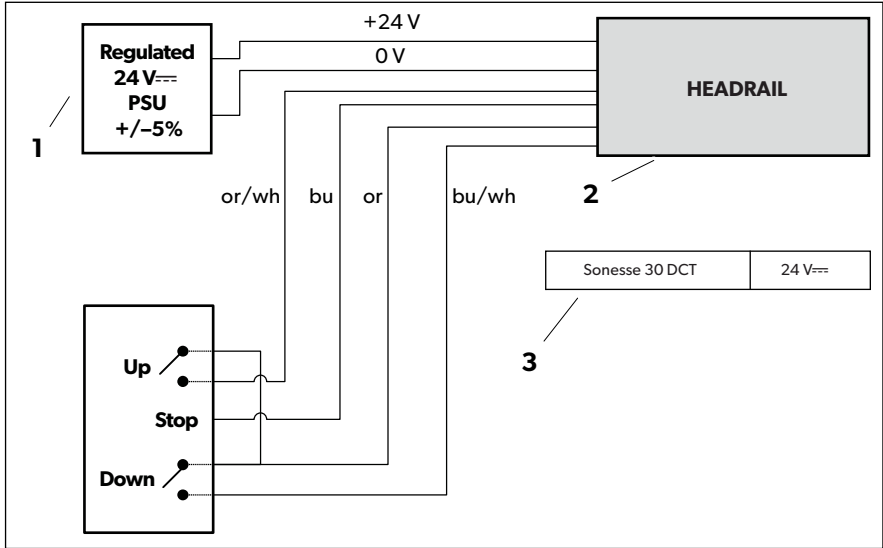 +24 V
Regulated
24 V⎓
PSU
+/–5%
0 V
HEADRAIL
1
2
or/wh
bu
or
bu/wh
Sonesse 30 DCT
24 V⎓
3
Up
Stop
Down